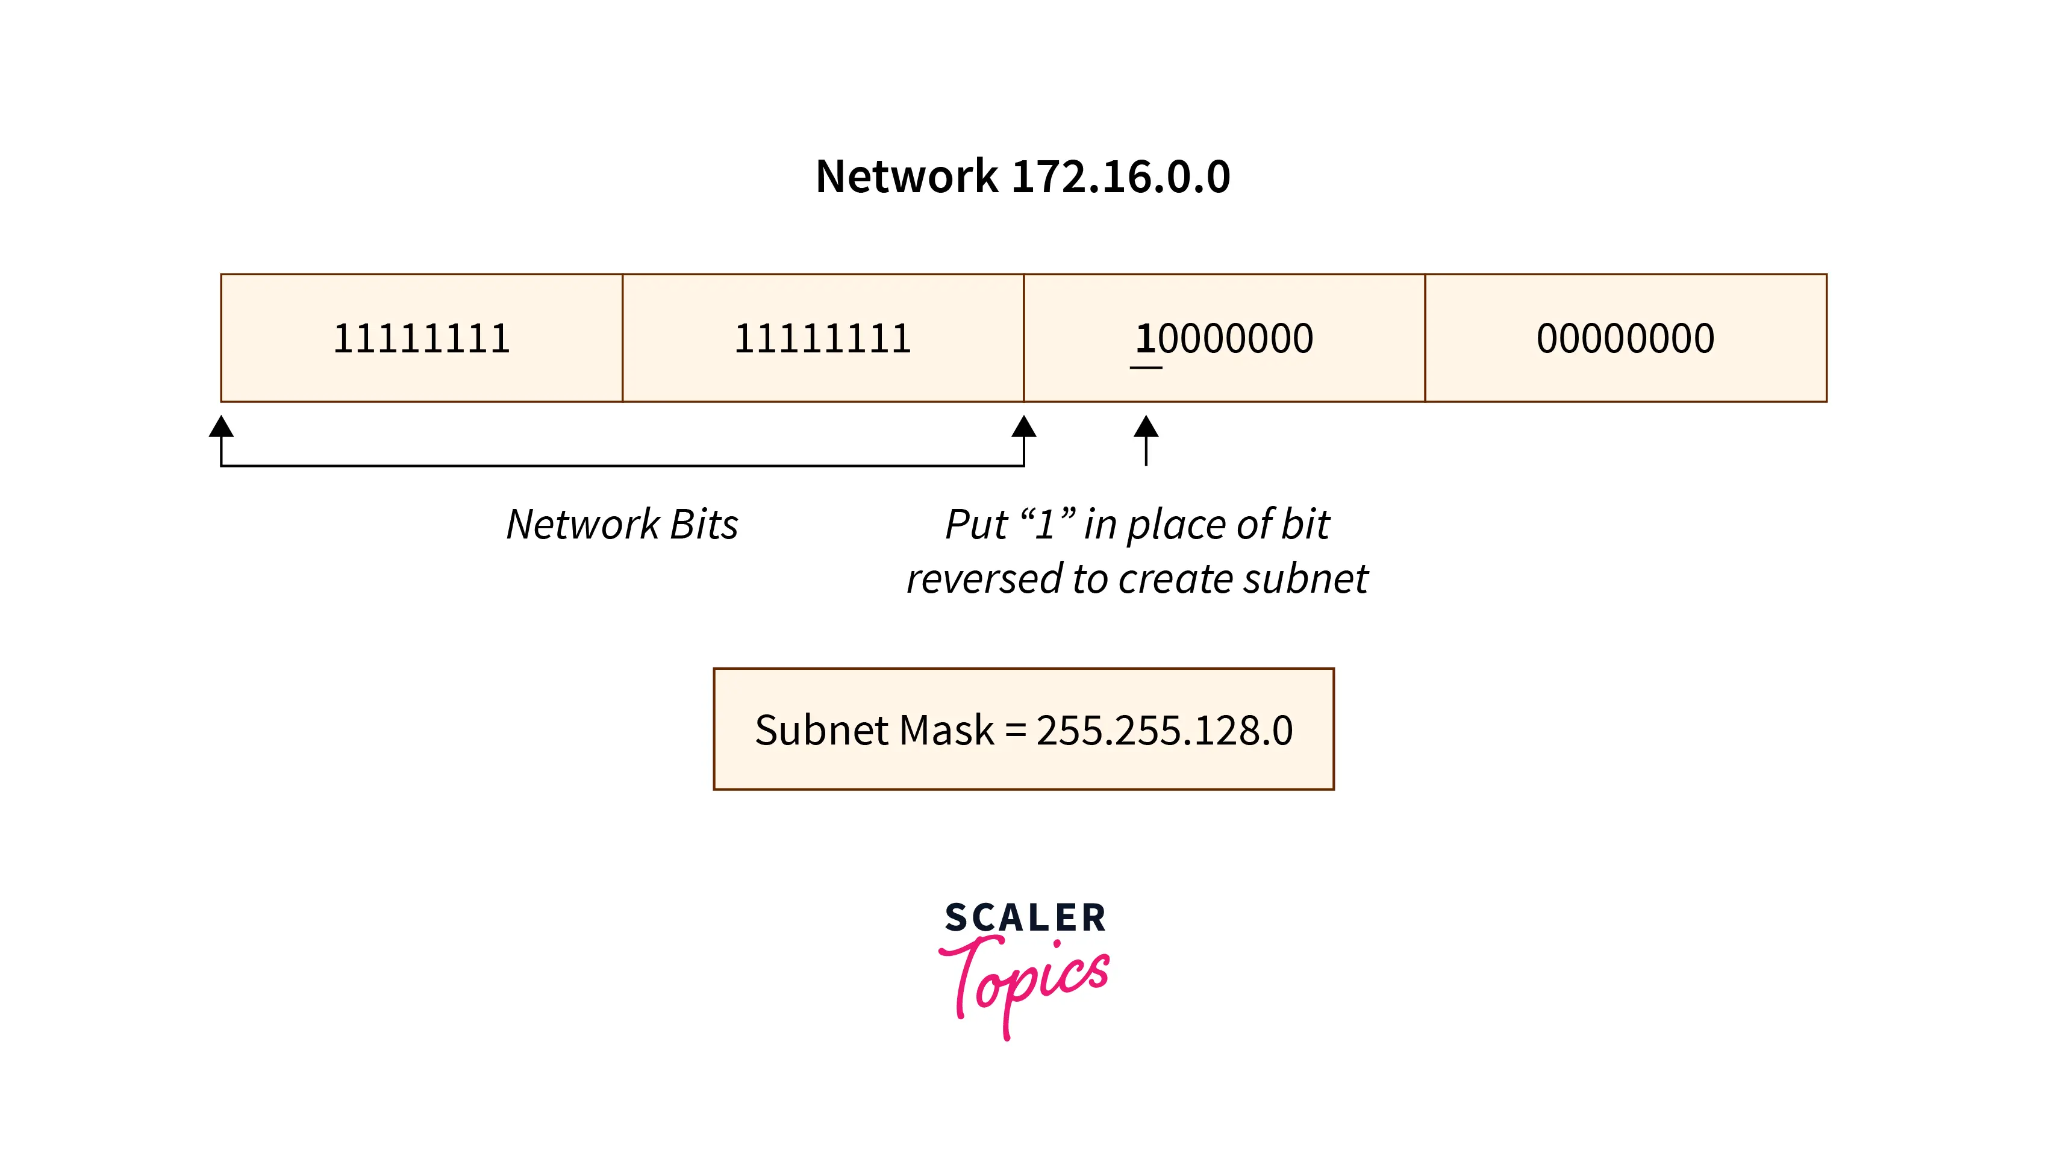 Network 172.16.0.0
11111111 11111111 10000000 00000000
Network Bits
Put “1” in place of bit
reversed to create subnet
Subnet Mask = 255.255.128.0
SCALER
Topics